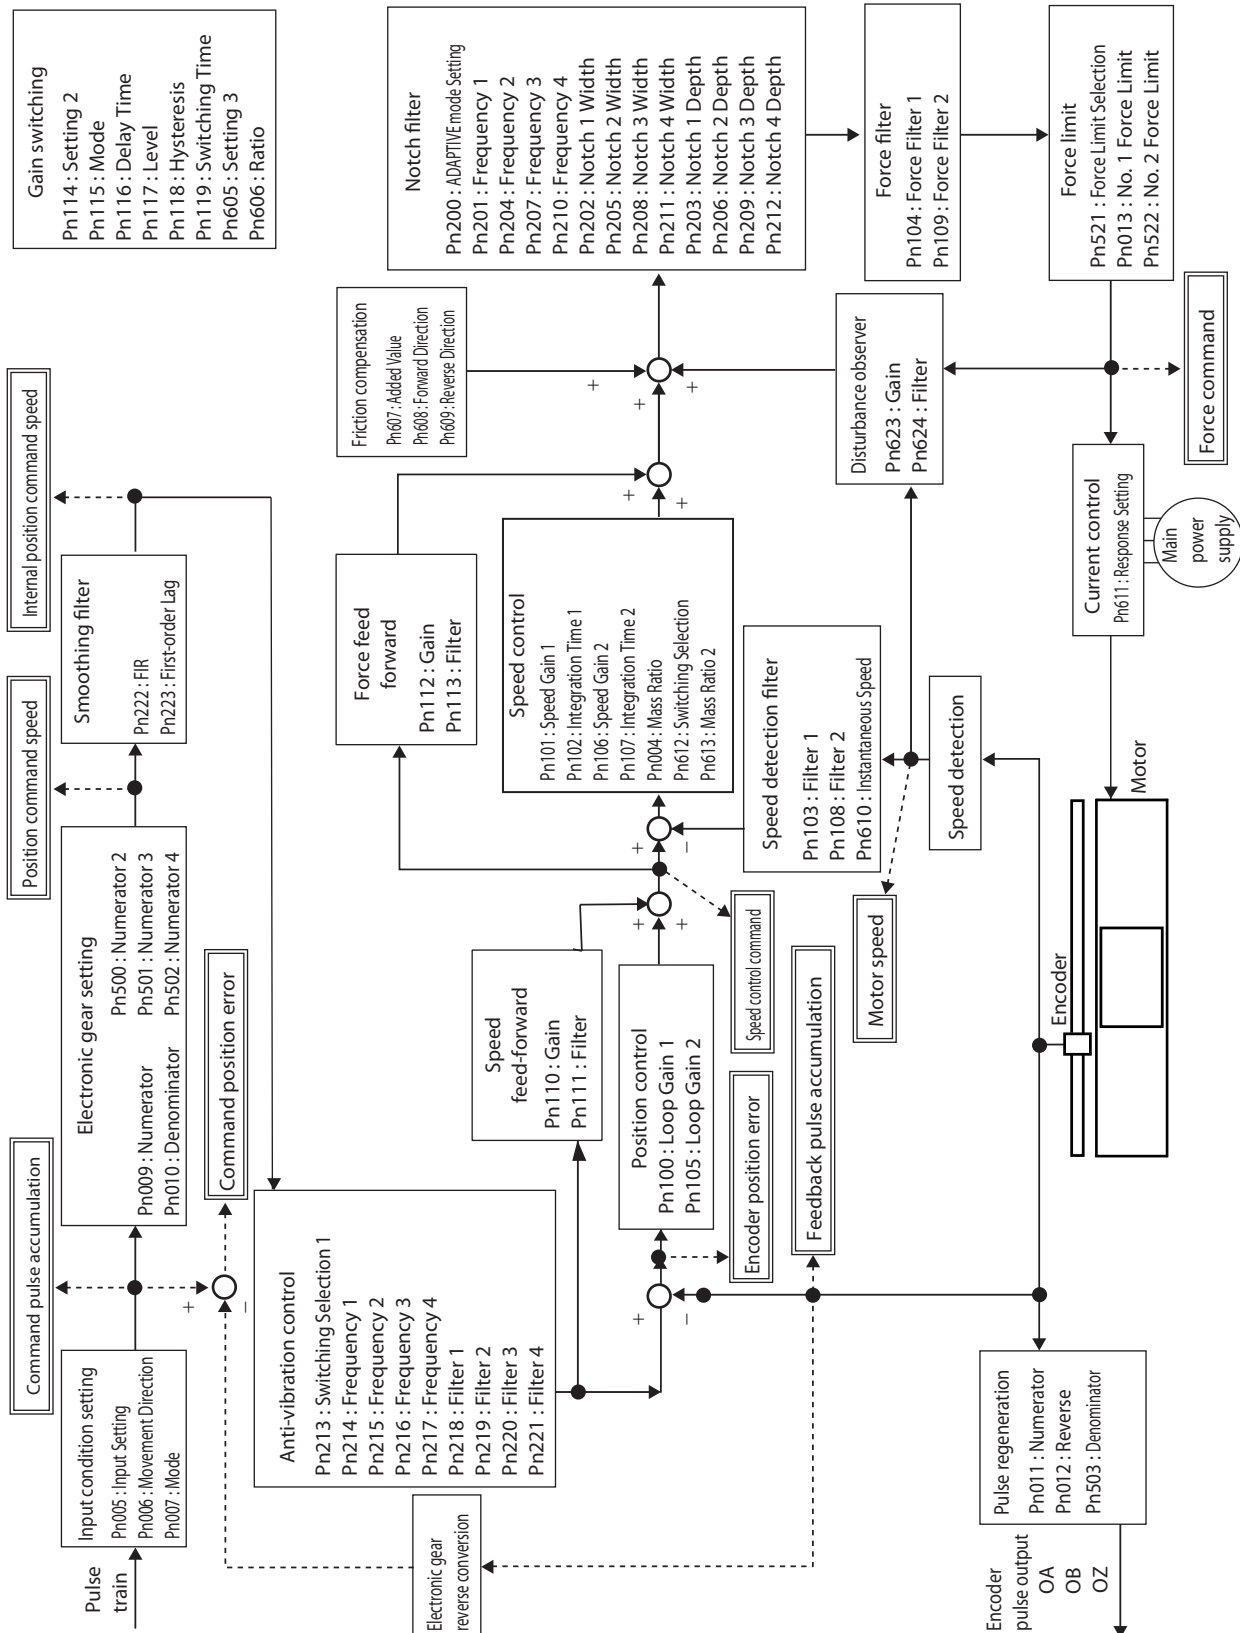 Pulse
train
Input condition setting
Pn005 : Input Setting
Pn006 : Movement Direction
Pn007 : Mode
Command pulse accumulation
Electronic gear setting
Pn009 : Numerator
Pn010 : Denominator
Pn500 : Numerator 2
Pn501 : Numerator 3
Pn502 : Numerator 4
Position command speed
Smoothing filter
Pn222 : FIR
Pn223 : First-order Lag
Internal position command speed
Gain switching
Pn114 : Setting 2
Pn115 : Mode
Pn116 : Delay Time
Pn117 : Level
Pn118 : Hysteresis
Pn119 : Switching Time
Pn605 : Setting 3
Pn606 : Ratio
+
−
Command position error
Electronic gear
reverse conversion
Anti-vibration control
Pn213 : Switching Selection 1
Pn214 : Frequency 1
Pn215 : Frequency 2
Pn216 : Frequency 3
Pn217 : Frequency 4
Pn218 : Filter 1
Pn219 : Filter 2
Pn220 : Filter 3
Pn221 : Filter 4
Speed
feed-forward
Pn110 : Gain
Pn111 : Filter
+
−
Position control
Pn100 : Loop Gain 1
Pn105 : Loop Gain 2
Encoder position error
Feedback pulse accumulation
+
+
Speed control command
+
−
Force feed
forward
Pn112 : Gain
Pn113 : Filter
Speed control
Pn101 : Speed Gain 1
Pn102 : Integration Time 1
Pn106 : Speed Gain 2
Pn107 : Integration Time 2
Pn004 : Mass Ratio
Pn612 : Switching Selection
Pn613 : Mass Ratio 2
+
+
Friction compensation
Pn607 : Added Value
Pn608 : Forward Direction
Pn609 : Reverse Direction
+
+
+
Notch filter
Pn200 : ADAPTIVE mode Setting
Pn201 : Frequency 1
Pn204 : Frequency 2
Pn207 : Frequency 3
Pn210 : Frequency 4
Pn202 : Notch 1 Width
Pn205 : Notch 2 Width
Pn208 : Notch 3 Width
Pn211 : Notch 4 Width
Pn203 : Notch 1 Depth
Pn206 : Notch 2 Depth
Pn209 : Notch 3 Depth
Pn212 : Notch 4 Depth
Speed detection filter
Pn103 : Filter 1
Pn108 : Filter 2
Pn610 : Instantaneous Speed
Motor speed
Speed detection
Disturbance observer
Pn623 : Gain
Pn624 : Filter
Force filter
Pn104 : Force Filter 1
Pn109 : Force Filter 2
Force limit
Pn521 : Force Limit Selection
Pn013 : No. 1 Force Limit
Pn522 : No. 2 Force Limit
Force command
Current control
Pn611 : Response Setting
Main
power
supply
Motor
Encoder
Pulse regeneration
Pn011 : Numerator
Pn012 : Reverse
Pn503 : Denominator
Encoder
pulse output
OA
OB
OZ